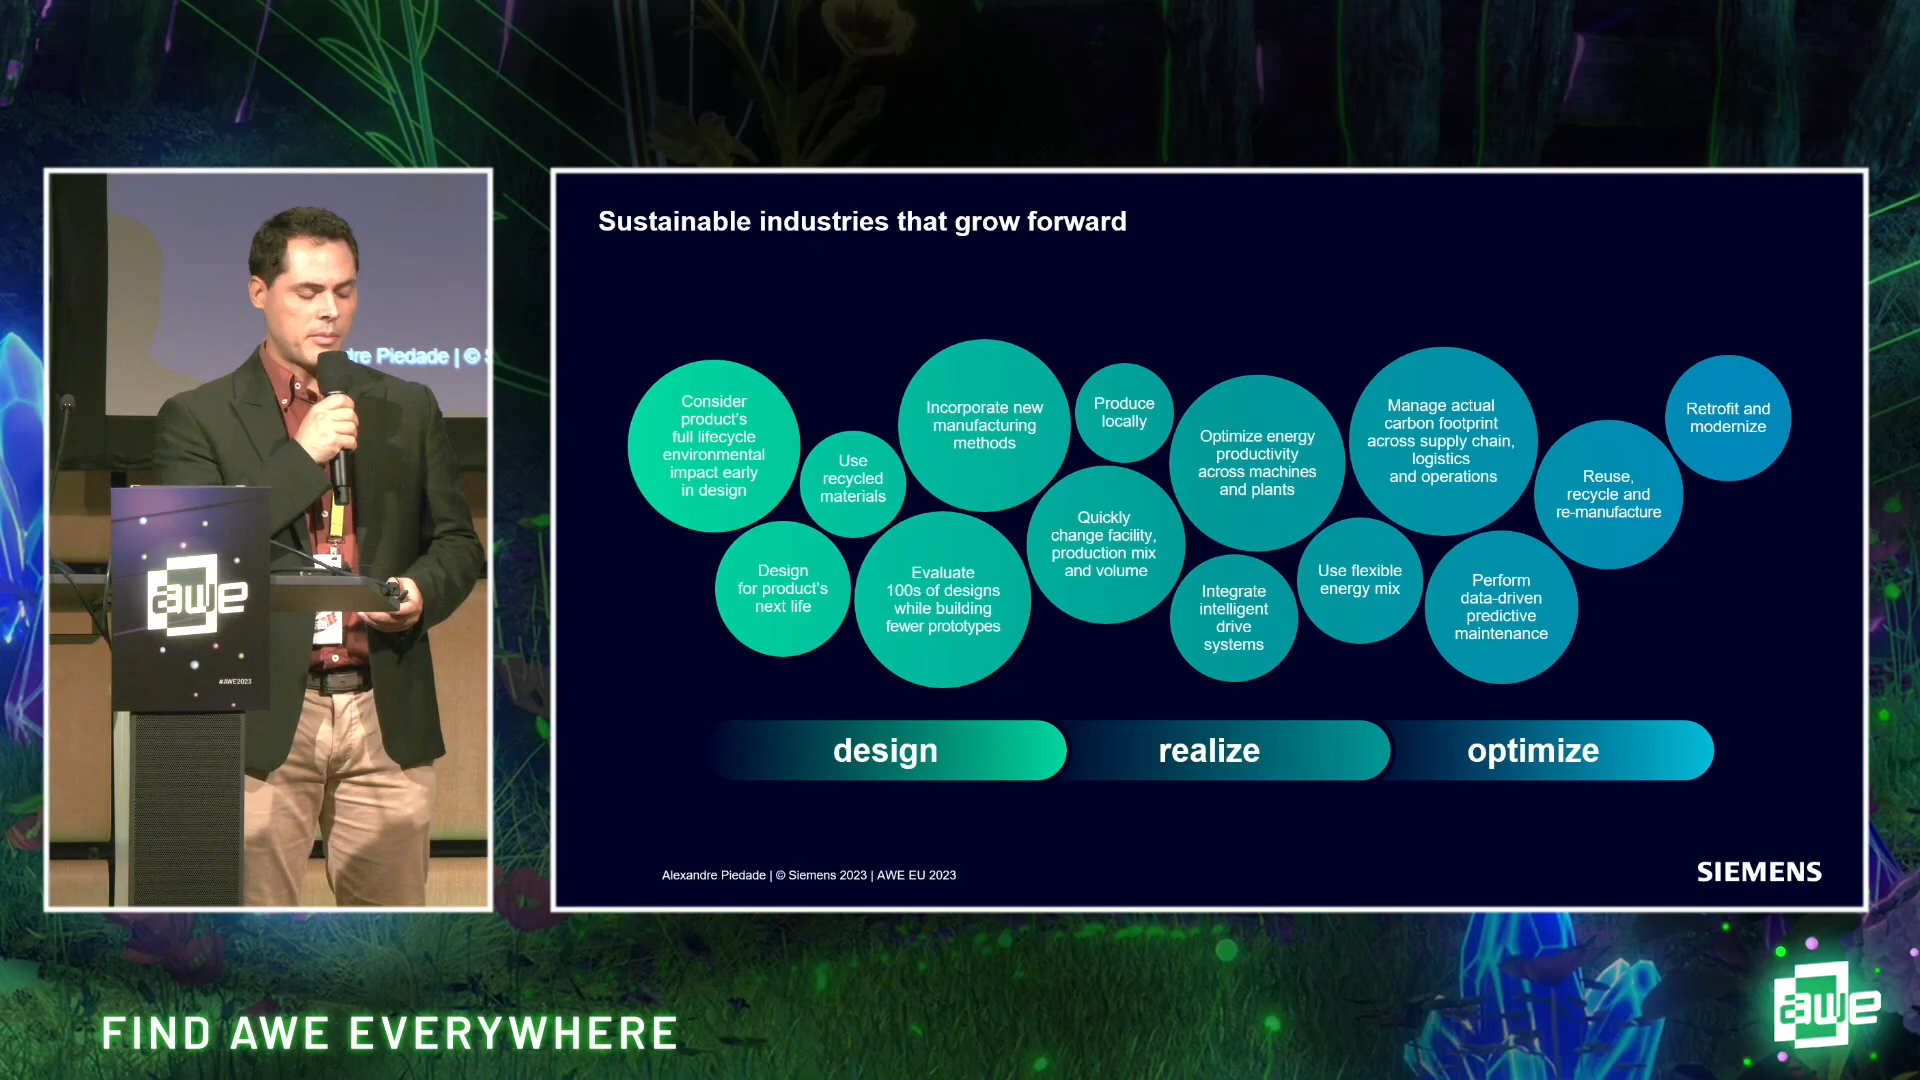 dre Piedade | ©
awe
#AWE2023
Sustainable industries that grow forward
Consider
product's
full lifecycle
environmental
impact early
in design
Use
recycled
materials
Design
for product's
next life
Incorporate new
manufacturing
methods
Evaluate
100s of designs
while building
fewer prototypes
Produce
locally
Quickly
change facility,
production mix
and volume
Optimize energy
productivity
across machines
and plants
Integrate
intelligent
drive
systems
Use flexible
energy mix
Manage actual
carbon footprint
across supply chain,
logistics
and operations
Perform
data-driven
predictive
maintenance
Reuse,
recycle and
re-manufacture
Retrofit and
modernize
design
realize
optimize
Alexandre Piedade | © Siemens 2023 | AWE EU 2023
SIEMENS
FIND AWE EVERYWHERE
awe